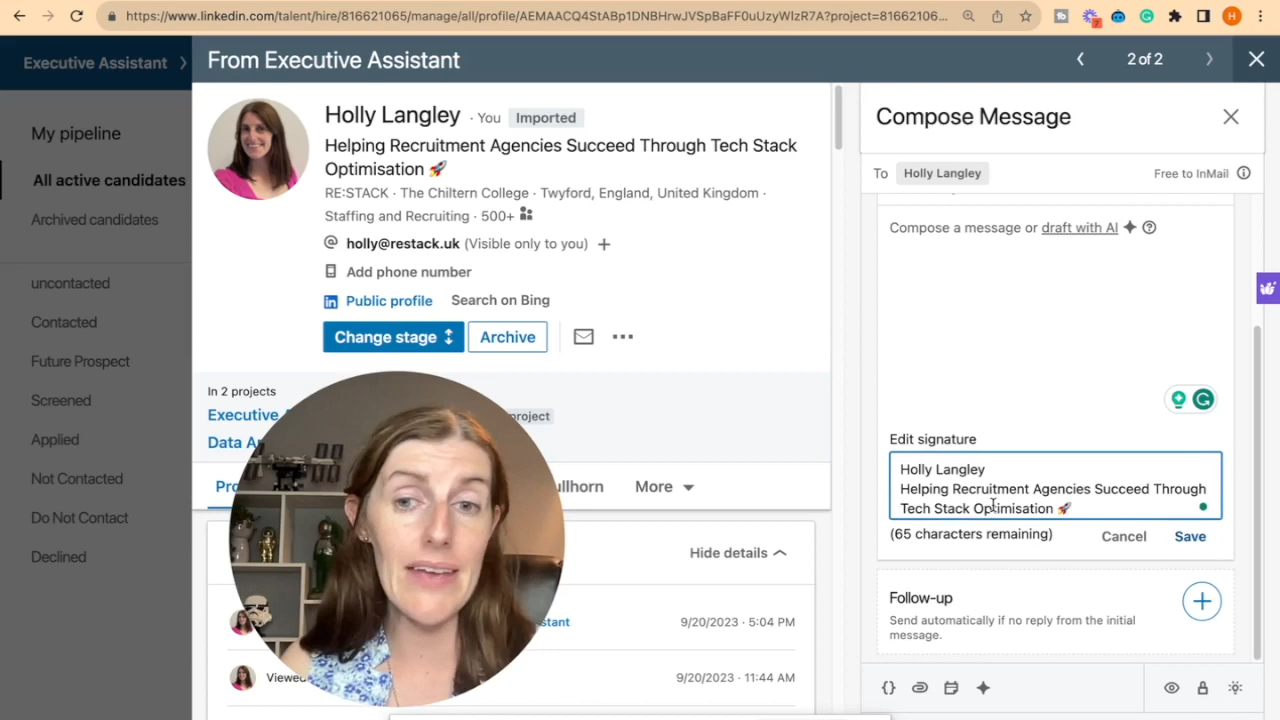 https://www.linkedin.com/talent/hire/816621065/manage/all/profile/AEMAACQ4StABp1DNBHrwJVSpBaFF0uUzyWIzR7A?project=81662106...
7
H
Executive Assistant
From Executive Assistant
2 of 2
My pipeline
All active candidates
Archived candidates
uncontacted
Contacted
Future Prospect
Screened
Applied
Not Contacted
Do Not Contact
Declined
Holly Langley · You Imported
Helping Recruitment Agencies Succeed Through Tech Stack
Optimisation 🚀
RE:STACK · The Chiltern College · Twyford, England, United Kingdom ·
Staffing and Recruiting · 500+
holly@restack.uk (Visible only to you) +
Add phone number
in Public profile Search on Bing
Change stage Archive
In 2 projects
Executive
roject
Data A
Pro
ullhorn More
Hide details
stant 9/20/2023 · 5:04 PM
Viewed 9/20/2023 · 11:44 AM
Compose Message
To Holly Langley Free to InMail
Compose a message or draft with AI
Edit signature
Holly Langley
Helping Recruitment Agencies Succeed Through
Tech Stack Optimisation 🚀
(65 characters remaining) Cancel Save
Follow-up
Send automatically if no reply from the initial
message.
{}